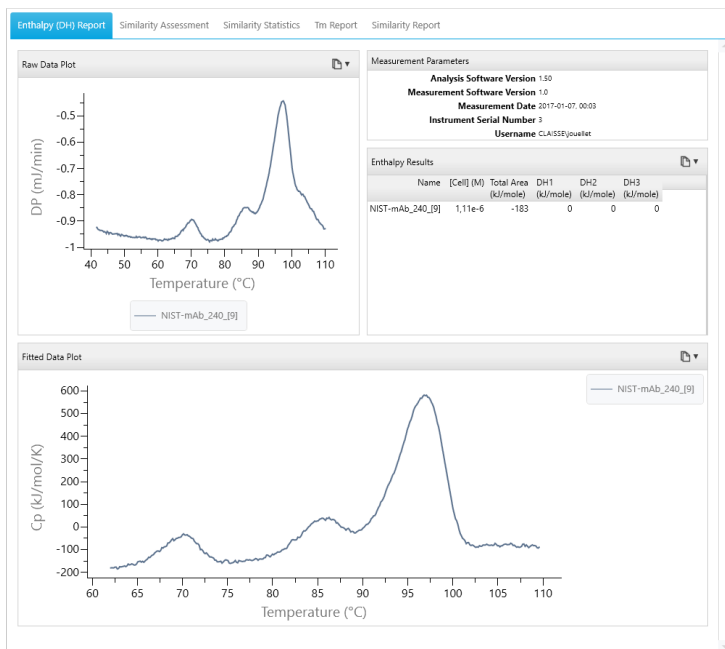 Enthalpy (DH) Report Similarity Assessment Similarity Statistics Tm Report Similarity Report
Raw Data Plot
-0.5
-0.6
-0.7
-0.8
-0.9
-1
DP (mJ/min)
40 50 60 70 80 90 100 110
Temperature (°C)
NIST-mAb_240_[9]
Measurement Parameters
Analysis Software Version 1.50
Measurement Software Version 1.0
Measurement Date 2017-01-07, 00:03
Instrument Serial Number 3
Username CLAISSE\jouellet
Enthalpy Results
Name [Cell] (M) Total Area DH1 DH2 DH3
(kJ/mole) (kJ/mole) (kJ/mole) (kJ/mole)
NIST-mAb_240_[9] 1,11e-6 -183 0 0 0
Fitted Data Plot
NIST-mAb_240_[9]
600
500
400
300
200
100
0
-100
-200
Cp (kJ/mol/K)
60 65 70 75 80 85 90 95 100 105 110
Temperature (°C)